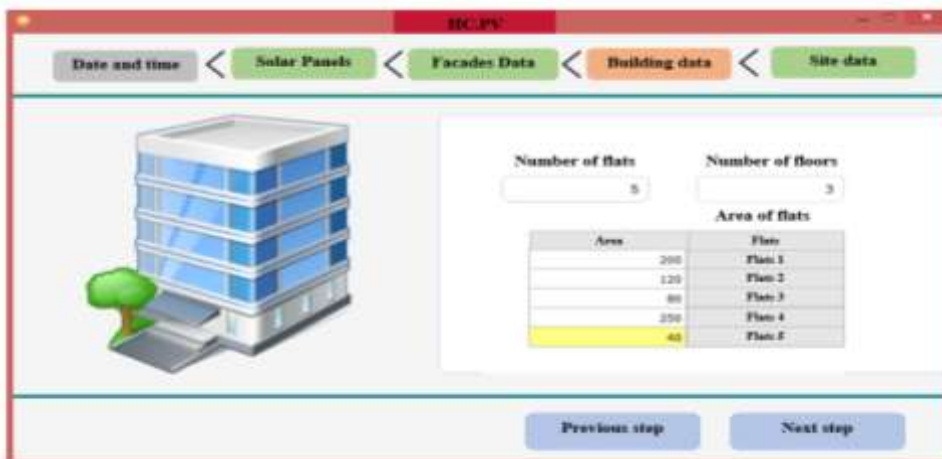 HC.PV
Date and time < Solar Panels < Facades Data < Building data < Site data
Number of flats Number of floors
5 3
Area of flats
Area Flats
200 Flats 1
120 Flats 2
80 Flats 3
250 Flats 4
40 Flats 5
Previous step Next step